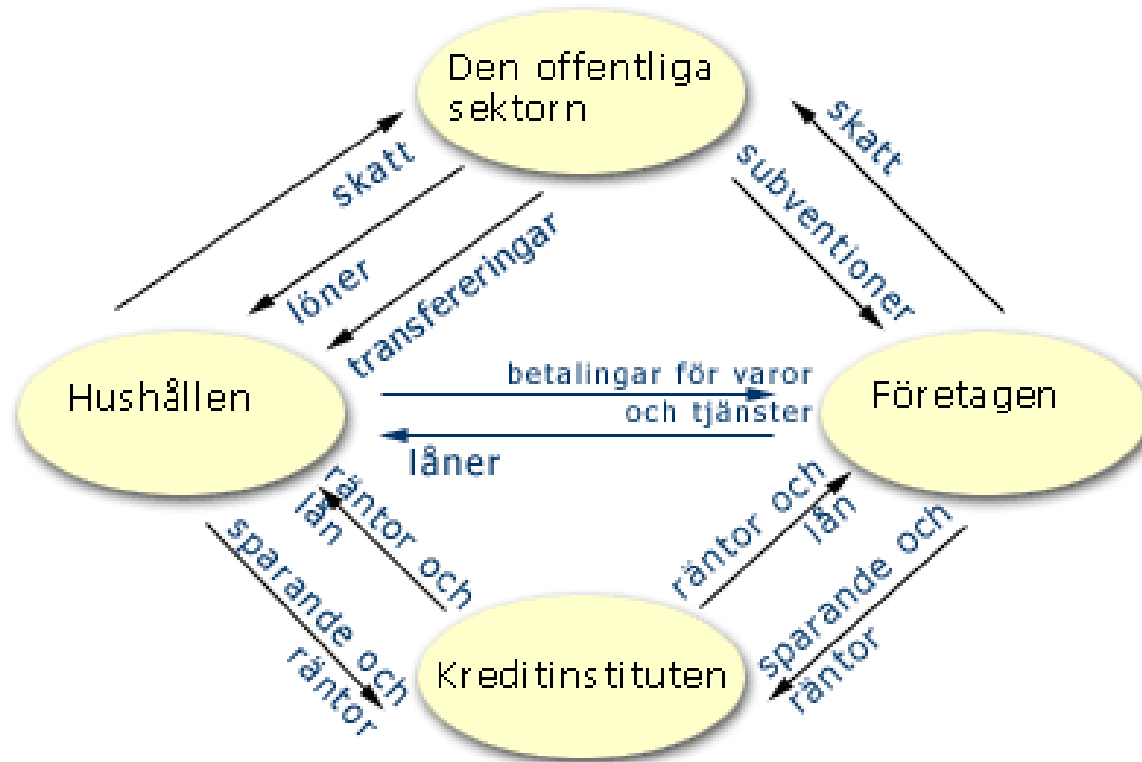 Den offentliga
sektorn
skatt
löner
transfereringar
subventioner
skatt
Hushållen
betalingar för varor
och tjänster
låner
Företagen
räntor och
lån
sparande och
räntor
räntor och
lån
sparande och
räntor
Kreditinstituten